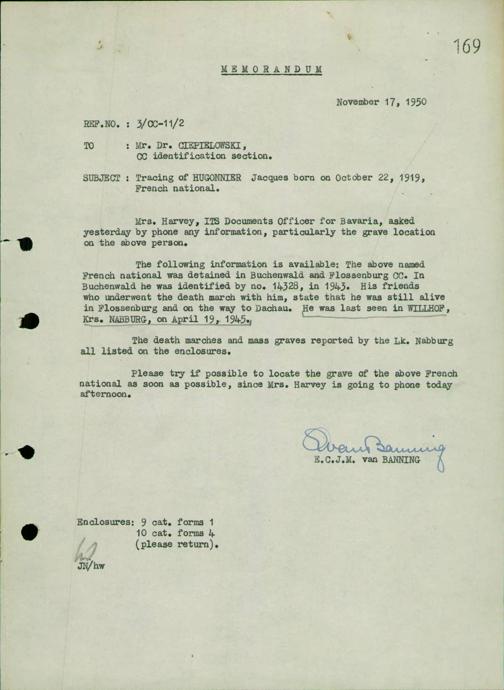 169
MEMORANDUM
November 17, 1950
REF.NO. : 3/CC-11/2
TO : Mr. Dr. CIEPIELOWSKI,
CC identification section.
SUBJECT : Tracing of HUGONNIER Jacques born on October 22, 1919,
French national.
Mrs. Harvey, ITS Documents Officer for Bavaria, asked
yesterday by phone any information, particularly the grave location
on the above person.
The following information is available: The above named
French national was detained in Buchenwald and Flossenburg CC. In
Buchenwald he was identified by no. 14328, in 1943. His friends
who underwent the death march with him, state that he was still alive
in Flossenburg and on the way to Dachau. He was last seen in WILLHOF,
Krs. NABBURG, on April 19, 1945.
The death marches and mass graves reported by the Lk. Nabburg
all listed on the enclosures.
Please try if possible to locate the grave of the above French
national as soon as possible, since Mrs. Harvey is going to phone today
afternoon.
van Banning
E.C.J.M. van BANNING
Enclosures: 9 cat. forms 1
10 cat. forms 4
(please return).
JN/hw